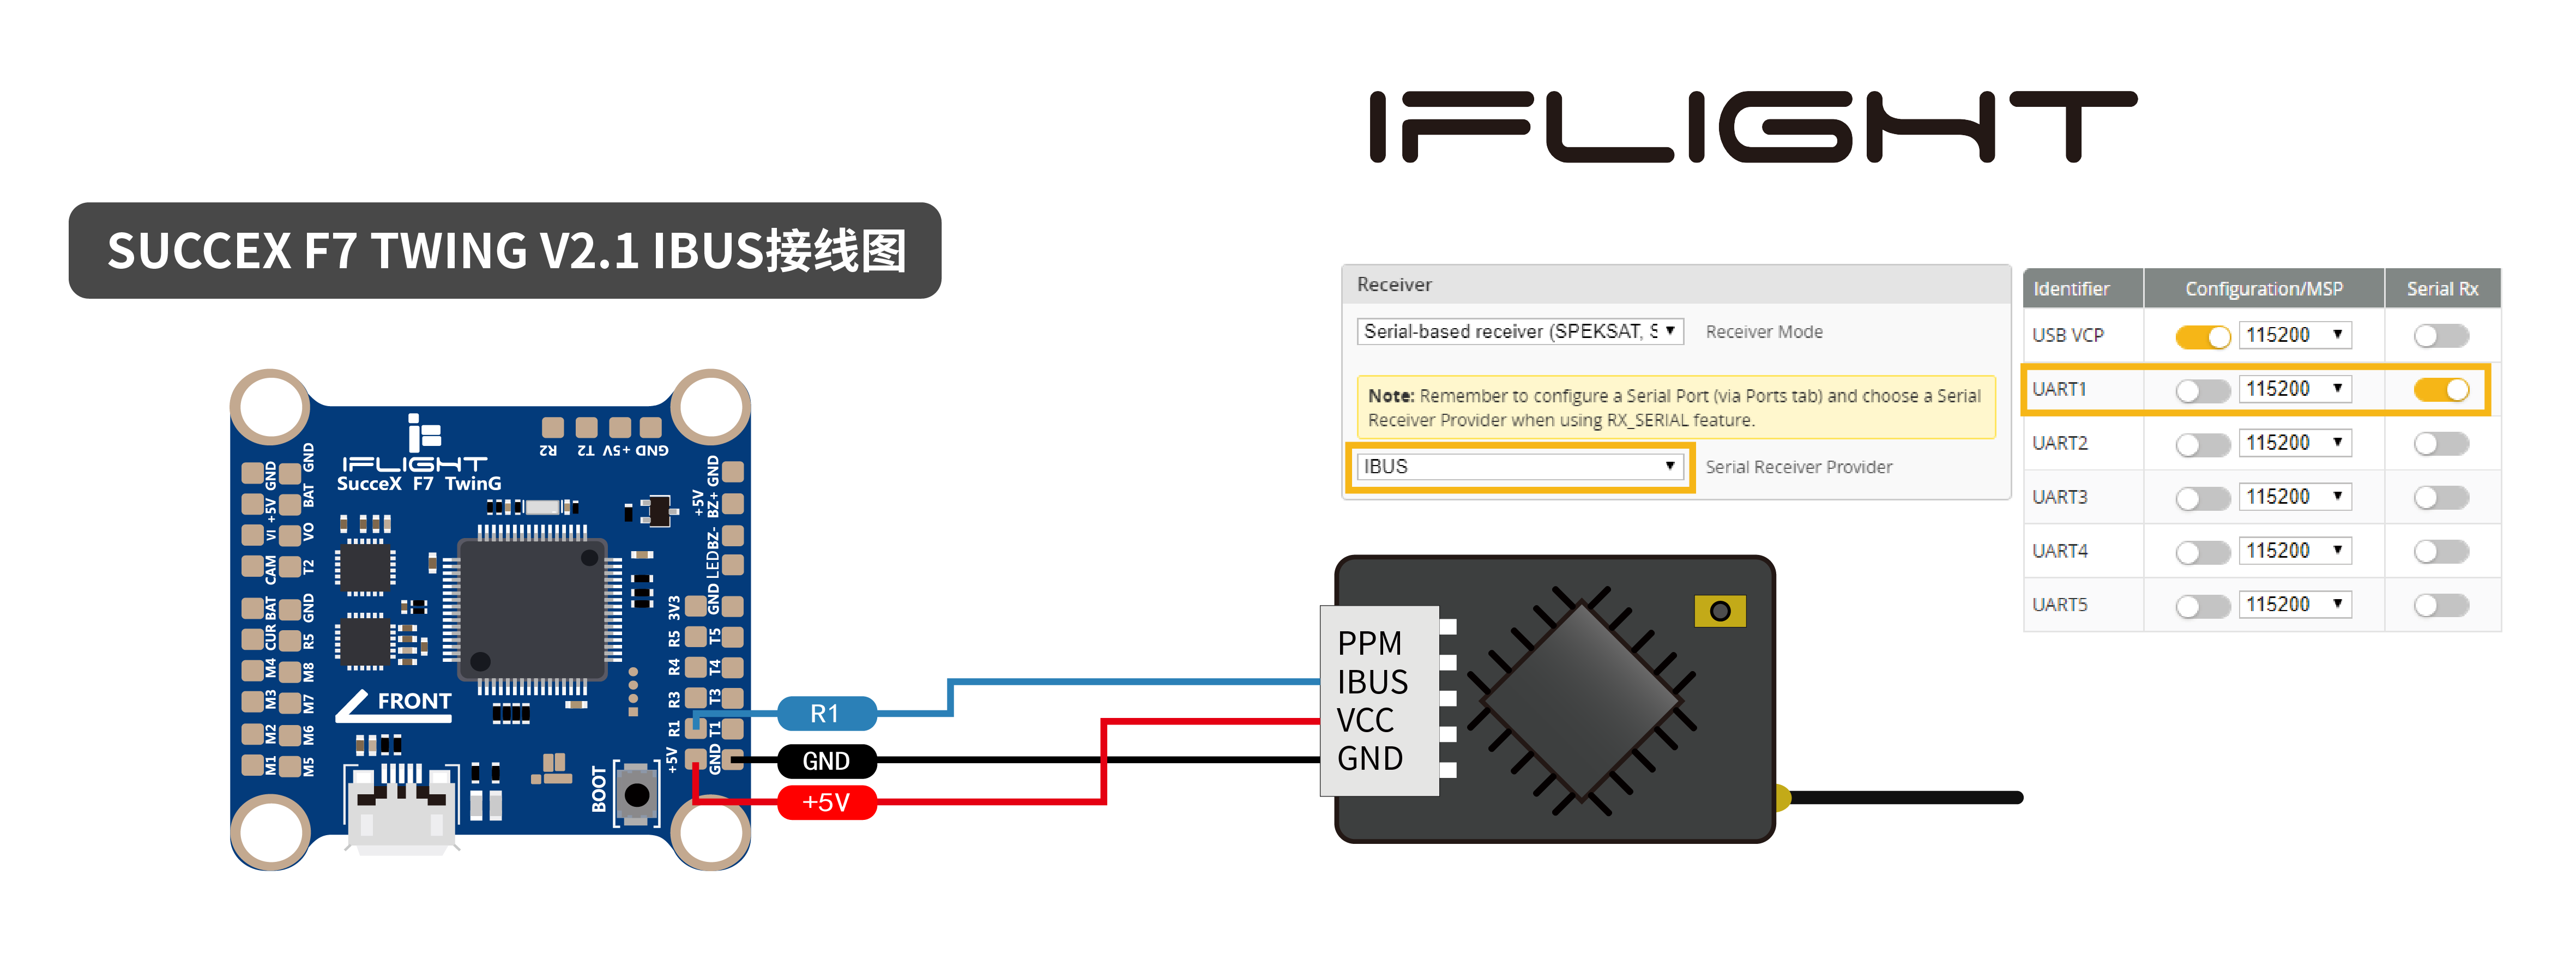 IFLIGHT
SUCCEX F7 TWING V2.1 IBUS接线图
Receiver
Serial-based receiver (SPEKSAT, S
Receiver Mode
Note: Remember to configure a Serial Port (via Ports tab) and choose a Serial
Receiver Provider when using RX_SERIAL feature.
IBUS
Serial Receiver Provider
Identifier Configuration/MSP Serial Rx
USB VCP 115200
UART1 115200
UART2 115200
UART3 115200
UART4 115200
UART5 115200
IFLIGHT
SucceX F7 TwinG
R2 T2 +5V GND
GND GND
+5V BAT
VI VO
CAM T2
BAT GND
CUR R5
M4 M8
M3 M7
M2 M6
M1 M5
GND
+5V BZ+
BZ-
LED
3V3 GND
R5 T5
R4 T4
R3 T3
R1 T1
+5V GND
FRONT
BOOT
R1
GND
+5V
PPM
IBUS
VCC
GND